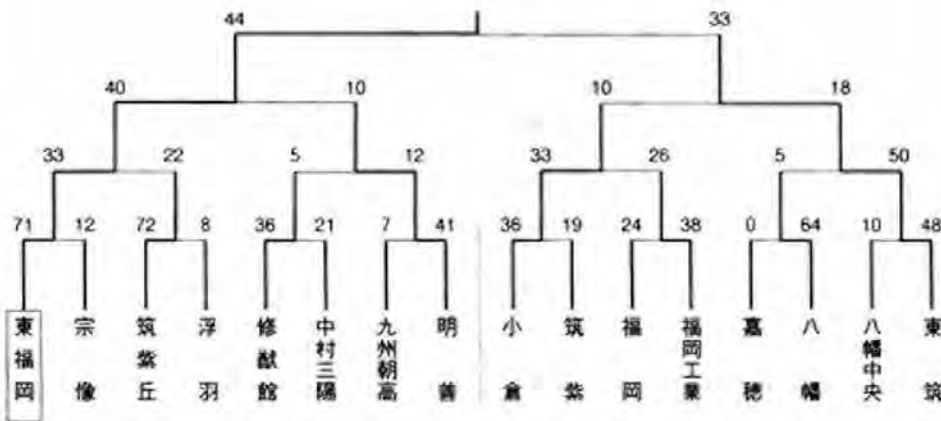 44 33
40 10 10 18
33 22 5 12 33 26 5 50
71 12 72 8 36 21 7 41 36 19 24 38 0 64 10 48
東福岡
宗像
筑紫丘
浮羽
修猷館
中村三陽
九州朝高
明善
小倉
筑紫
福岡
福岡工業
嘉穂
八幡
八幡中央
東筑